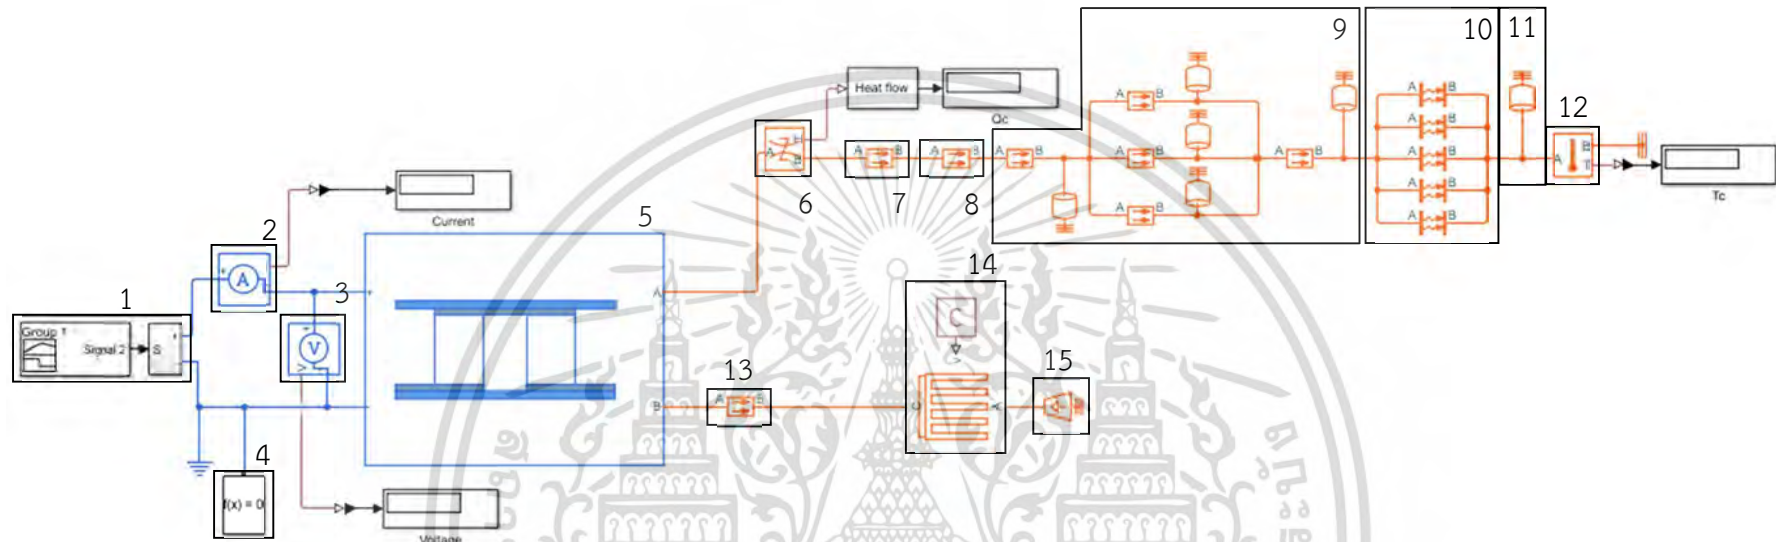 1
Group 1
Signal 2
S
2
A
Current
3
V
4
f(x) = 0
Voltage
5
A
B
6
A
H
B
Heat flow
Qc
7
A B
8
A B
9
A B
A B
A B
A B
A B
10
A B
A B
A B
A B
A B
11
12
A
B
T
Tc
13
A B
14
C
C
A
15